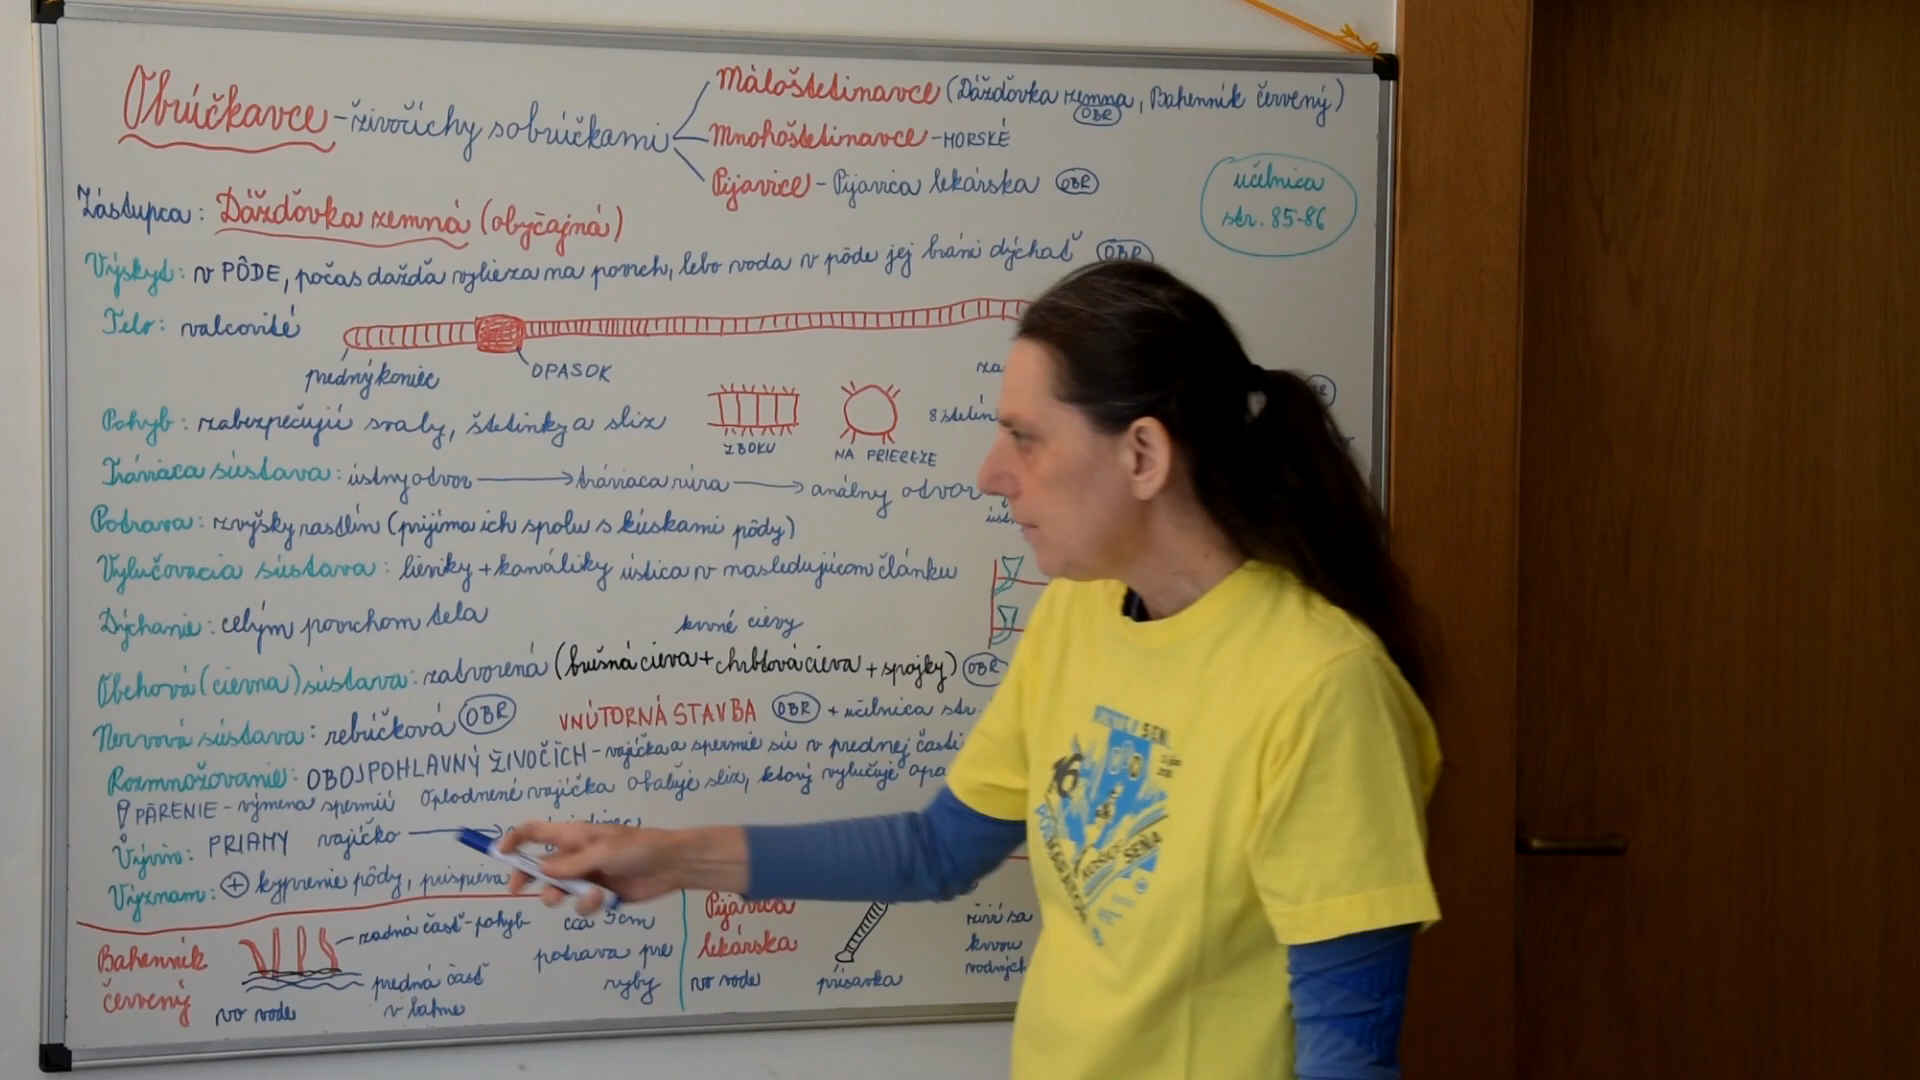 Obrúčkavce - živočíchy s obrúčkami
Máloštetinavce (Dážďovka zemná, Bahenník červený)
OBR
Mnohoštetinavce - MORSKÉ
Pijavice - Pijavica lekárska OBR
učebnica
str. 85-86
Zástupca: Dážďovka zemná (obyčajná)
Výskyt: v PÔDE, počas dažďa vylieza na povrch, lebo voda v pôde jej bráni dýchať OBR
Telo: valcovité
predný koniec
OPASOK
za
Pohyb: zabezpečujú svaly, štetinky a sliz
ZBOKU
NA PRIEREZE
8 štetín
Tráviaca sústava: ústny otvor → tráviaca rúra → análny otvor
Potrava: zvyšky rastlín (prijíma ich spolu s kúskami pôdy)
Vylučovacia sústava: lieviky + kanáliky ústia v nasledujúcom článku
Dýchanie: celým povrchom tela
krvné cievy
Obehová (cievna) sústava: zatvorená (brušná cieva + chrbtová cieva + spojky) OBR
Nervová sústava: rebríčková OBR
VNÚTORNÁ STAVBA OBR + učebnica str.
Rozmnožovanie: OBOJPOHLAVNÝ ŽIVOČÍCH - vajíčka a spermie sú v prednej časti
PÁRENIE - výmena spermií Oplodnené vajíčka obaľuje sliz, ktorý vylučuje opa
Vývin: PRIAMY vajíčko →
Význam: + kyprenie pôdy, prispieva
Bahenník
červený
vo vode
zadná časť - pohyb
predná časť
v bahne
cca 5cm
potrava pre
ryby
Pijavica
lekárska
vo vode
prísavka
živí sa
krvou
vodných